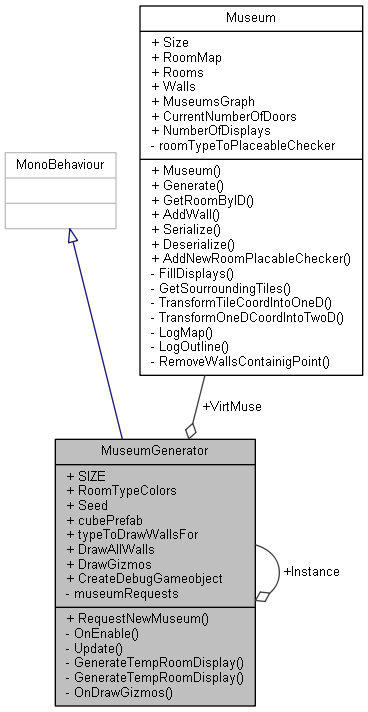 Museum
+ Size
+ RoomMap
+ Rooms
+ Walls
+ MuseumsGraph
+ CurrentNumberOfDoors
+ NumberOfDisplays
- roomTypeToPlaceableChecker
+ Museum()
+ Generate()
+ GetRoomByID()
+ AddWall()
+ Serialize()
+ Deserialize()
+ AddNewRoomPlacableChecker()
- FillDisplays()
- GetSourroundingTiles()
- TransformTileCoordIntoOneD()
- TransformOneDCoordIntoTwoD()
- LogMap()
- LogOutline()
- RemoveWallsContainigPoint()
MonoBehaviour
+VirtMuse
MuseumGenerator
+ SIZE
+ RoomTypeColors
+ Seed
+ cubePrefab
+ typeToDrawWallsFor
+ DrawAllWalls
+ DrawGizmos
+ CreateDebugGameobject
- museumRequests
+ RequestNewMuseum()
- OnEnable()
- Update()
- GenerateTempRoomDisplay()
- GenerateTempRoomDisplay()
- OnDrawGizmos()
+Instance